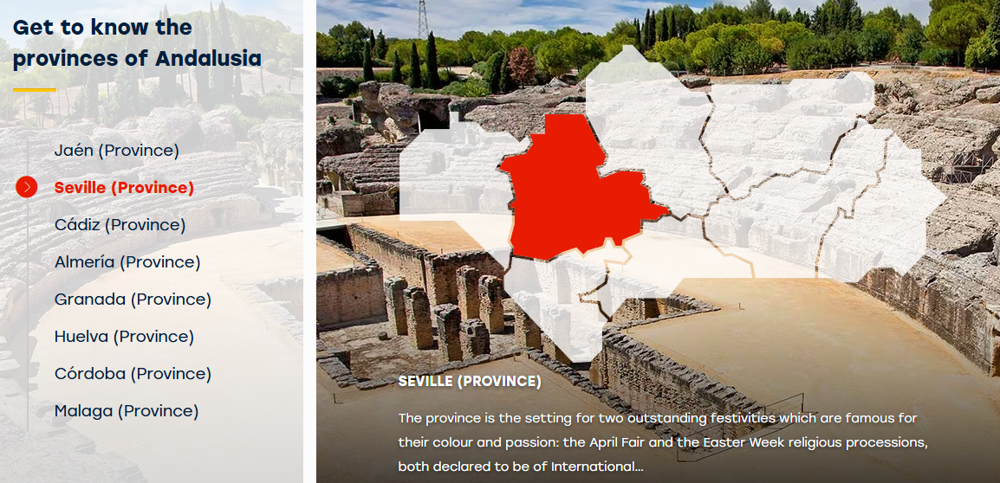 Get to know the
provinces of Andalusia
Jaén (Province)
Seville (Province)
Cádiz (Province)
Almería (Province)
Granada (Province)
Huelva (Province)
Córdoba (Province)
Malaga (Province)
SEVILLE (PROVINCE)
The province is the setting for two outstanding festivities which are famous for
their colour and passion: the April Fair and the Easter Week religious processions,
both declared to be of International...